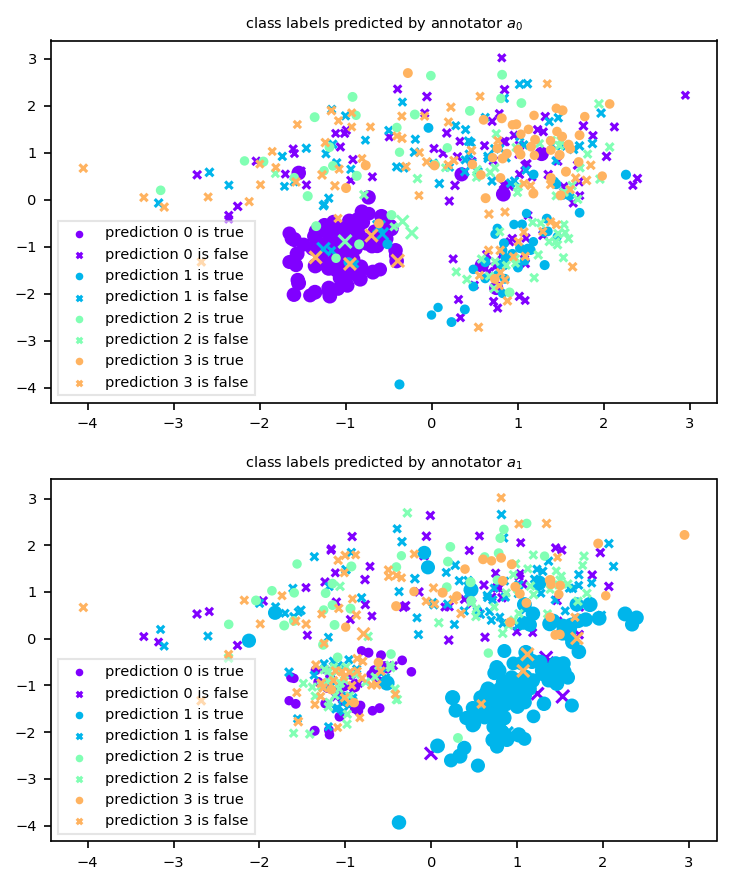 class labels predicted by annotator a₀
3
2
1
0
−1
−2
−3
−4
prediction 0 is true
prediction 0 is false
prediction 1 is true
prediction 1 is false
prediction 2 is true
prediction 2 is false
prediction 3 is true
prediction 3 is false
−4 −3 −2 −1 0 1 2 3
class labels predicted by annotator a₁
3
2
1
0
−1
−2
−3
−4
prediction 0 is true
prediction 0 is false
prediction 1 is true
prediction 1 is false
prediction 2 is true
prediction 2 is false
prediction 3 is true
prediction 3 is false
−4 −3 −2 −1 0 1 2 3